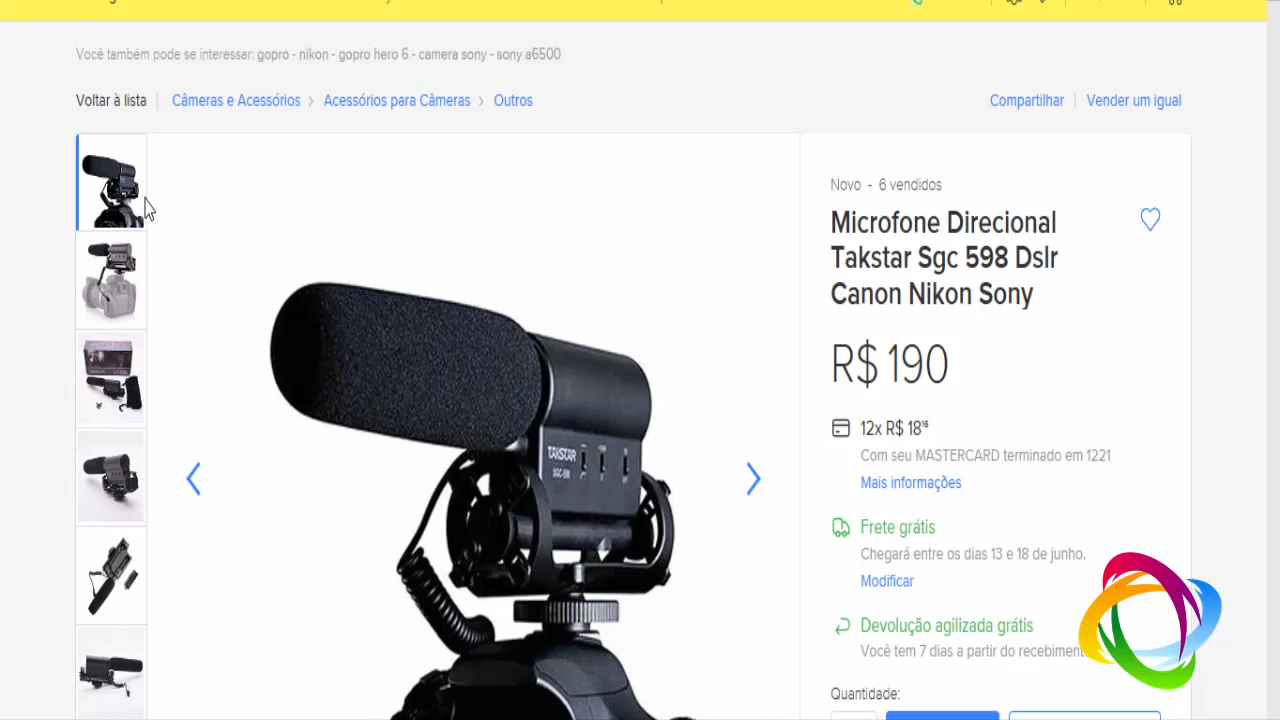 Você também pode se interessar: gopro - nikon - gopro hero 6 - camera sony - sony a6500
Voltar à lista
Câmeras e Acessórios › Acessórios para Câmeras › Outros
Compartilhar
Vender um igual
Novo - 6 vendidos
Microfone Direcional
Takstar Sgc 598 Dslr
Canon Nikon Sony
R$ 190
12x R$ 18¹⁶
Com seu MASTERCARD terminado em 1221
Mais informações
Frete grátis
Chegará entre os dias 13 e 18 de junho.
Modificar
Devolução agilizada grátis
Você tem 7 dias a partir do
Quantidade:
TAKSTAR
SGC-598